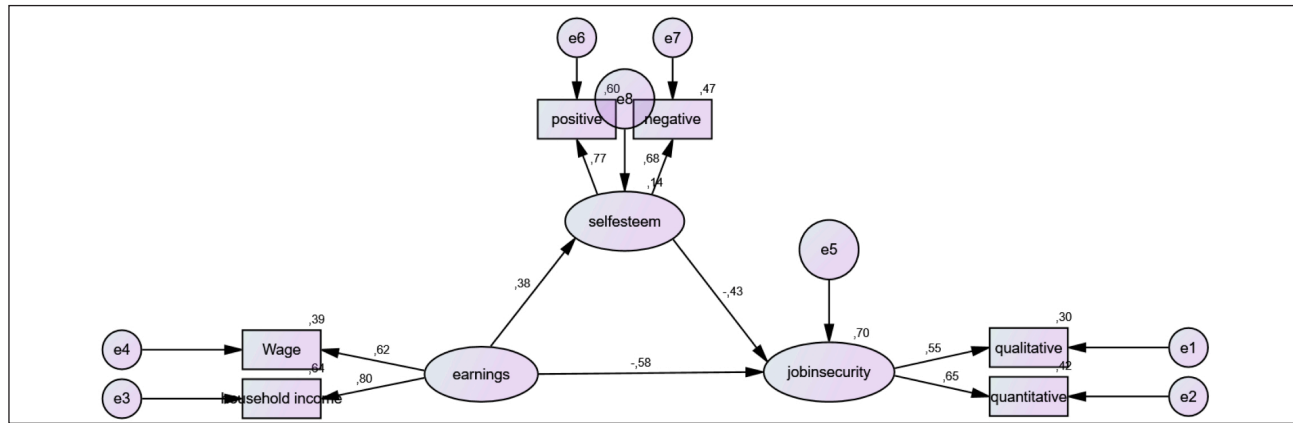 e6
e7
,60
,47
e8
positive
negative
,77
,68
,14
selfesteem
e5
,38
-,43
,39
,70
,30
e4
Wage
,62
,55
qualitative
e1
-,58
earnings
jobinsecurity
,64
,80
,65
,42
e3
household income
quantitative
e2